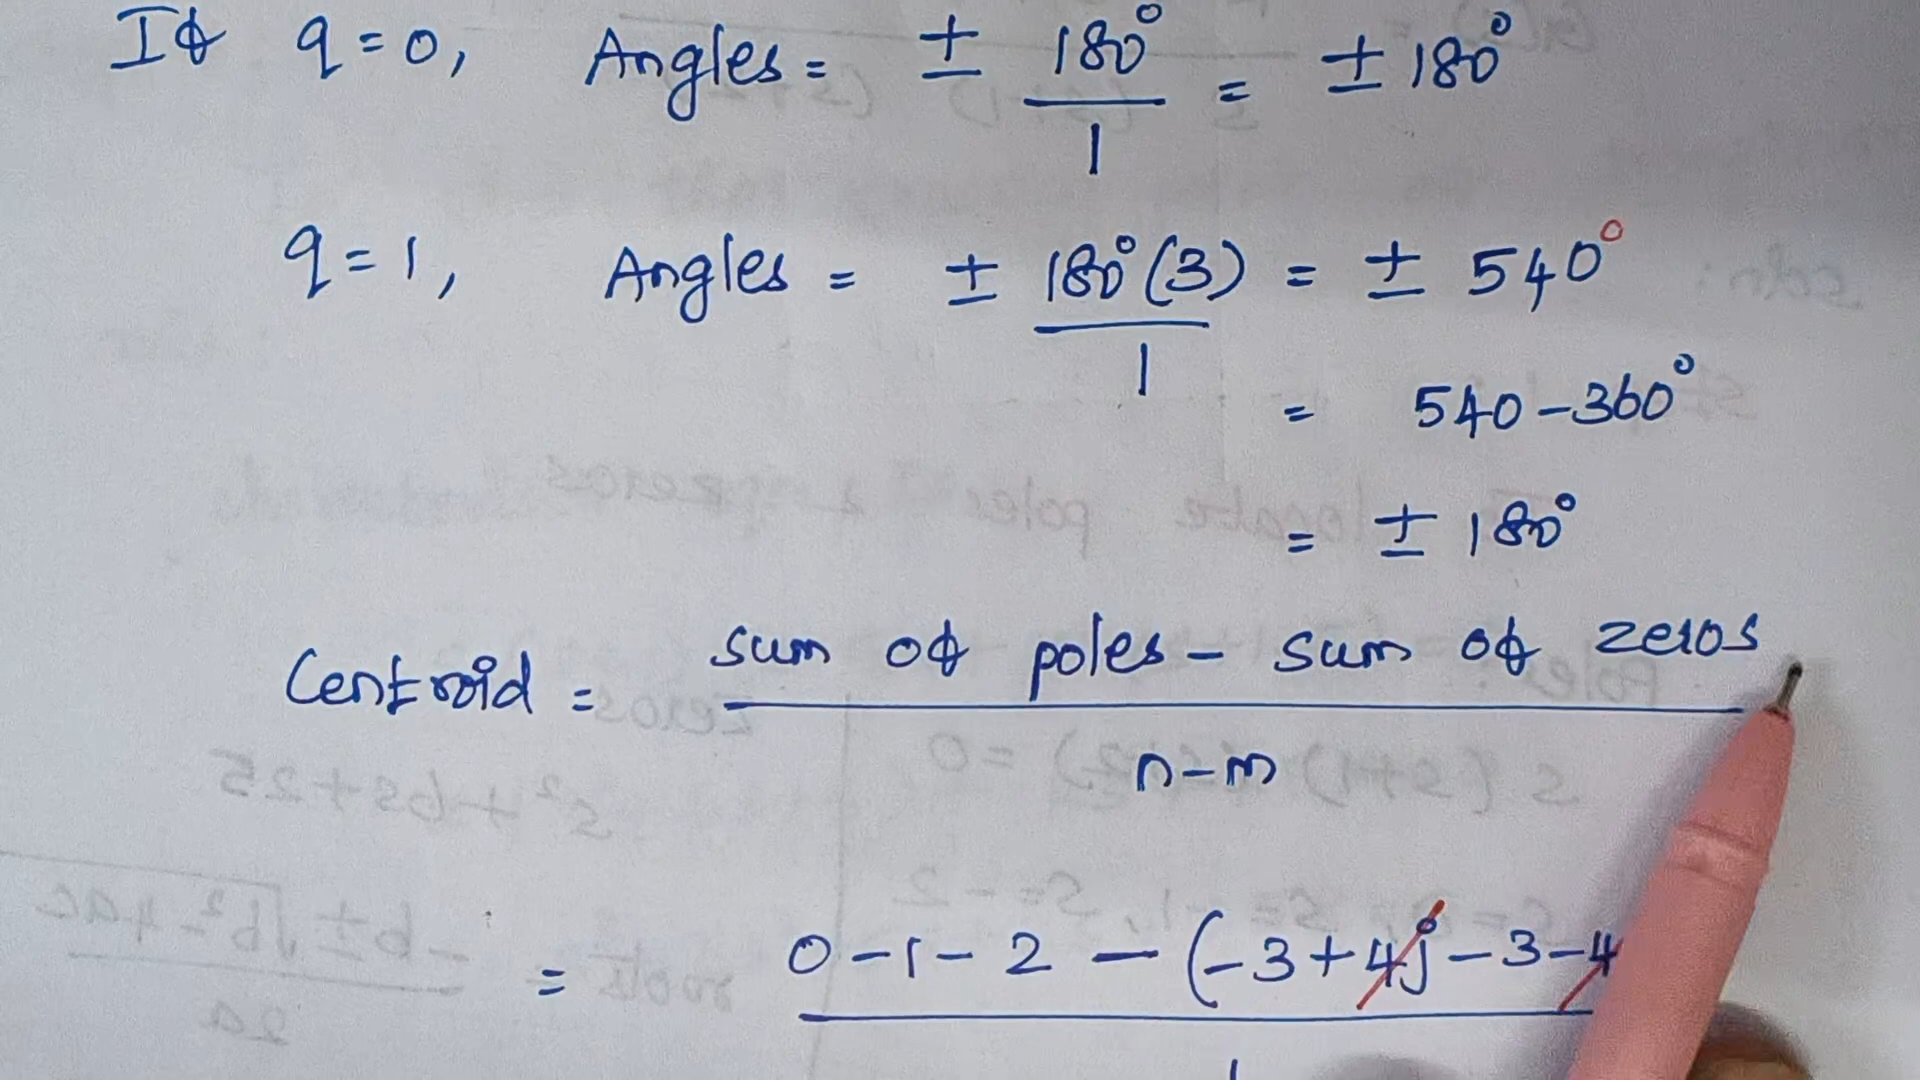 If q=0, Angles = ± 180° / 1 = ±180°
q=1, Angles = ± 180°(3) / 1 = ± 540°
= 540-360°
= ± 180°
Centroid = sum of poles - sum of zeros
n-m
= 0-1-2-(-3+4j-3-4
1